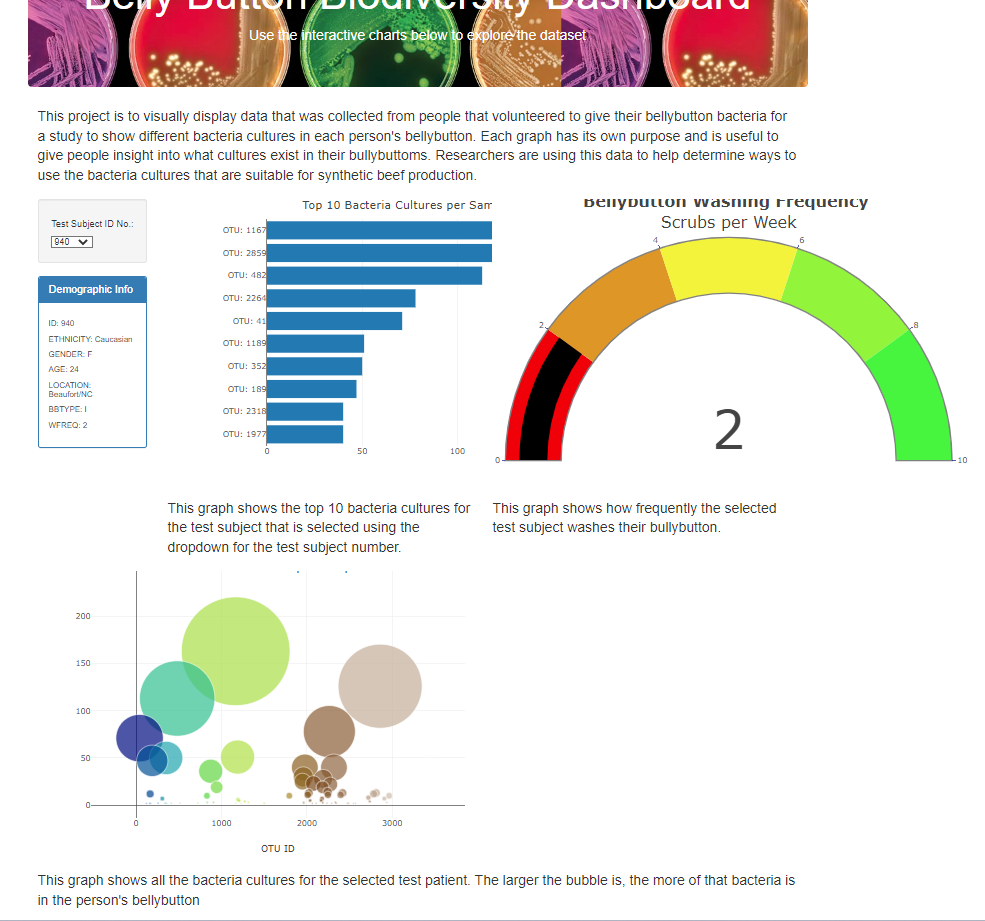 Belly Button Biodiversity Dashboard
Use the interactive charts below to explore the dataset
This project is to visually display data that was collected from people that volunteered to give their bellybutton bacteria for
a study to show different bacteria cultures in each person's bellybutton. Each graph has its own purpose and is useful to
give people insight into what cultures exist in their bullybuttoms. Researchers are using this data to help determine ways to
use the bacteria cultures that are suitable for synthetic beef production.
Test Subject ID No.:
940
Demographic Info
ID: 940
ETHNICITY: Caucasian
GENDER: F
AGE: 24
LOCATION:
Beaufort/NC
BBTYPE: I
WFREQ: 2
Top 10 Bacteria Cultures per Sam
OTU: 1167
OTU: 2859
OTU: 482
OTU: 2264
OTU: 41
OTU: 1189
OTU: 352
OTU: 189
OTU: 2318
OTU: 1977
0 50 100
Bellybutton Washing Frequency
Scrubs per Week
4 6
2 8
2
0 10
This graph shows the top 10 bacteria cultures for
the test subject that is selected using the
dropdown for the test subject number.
This graph shows how frequently the selected
test subject washes their bullybutton.
200
150
100
50
0
0 1000 2000 3000
OTU ID
This graph shows all the bacteria cultures for the selected test patient. The larger the bubble is, the more of that bacteria is
in the person's bellybutton